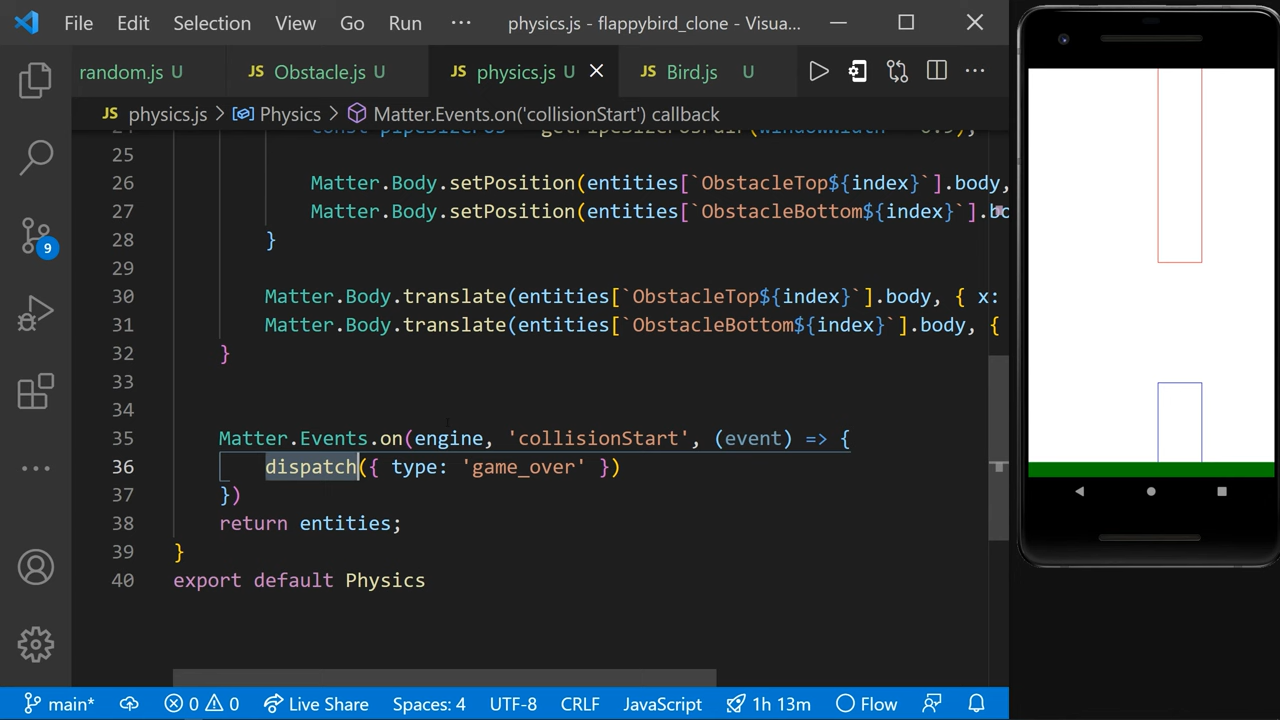 File Edit Selection View Go Run ··· physics.js - flappybird_clone - Visua...
random.js U JS Obstacle.js U JS physics.js U JS Bird.js U
JS physics.js > Physics > Matter.Events.on('collisionStart') callback
25
26 Matter.Body.setPosition(entities[`ObstacleTop${index}`].body,
27 Matter.Body.setPosition(entities[`ObstacleBottom${index}`].bo
28 }
29
30 Matter.Body.translate(entities[`ObstacleTop${index}`].body, { x:
31 Matter.Body.translate(entities[`ObstacleBottom${index}`].body, {
32 }
33
34
35 Matter.Events.on(engine, 'collisionStart', (event) => {
36 dispatch({ type: 'game_over' })
37 })
38 return entities;
39 }
40 export default Physics
9
main* 0 0 Live Share Spaces: 4 UTF-8 CRLF JavaScript 1h 13m Flow